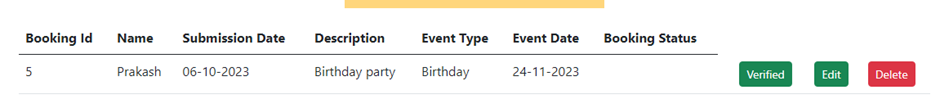 Booking Id Name Submission Date Description Event Type Event Date Booking Status
5 Prakash 06-10-2023 Birthday party Birthday 24-11-2023 Verified Edit Delete